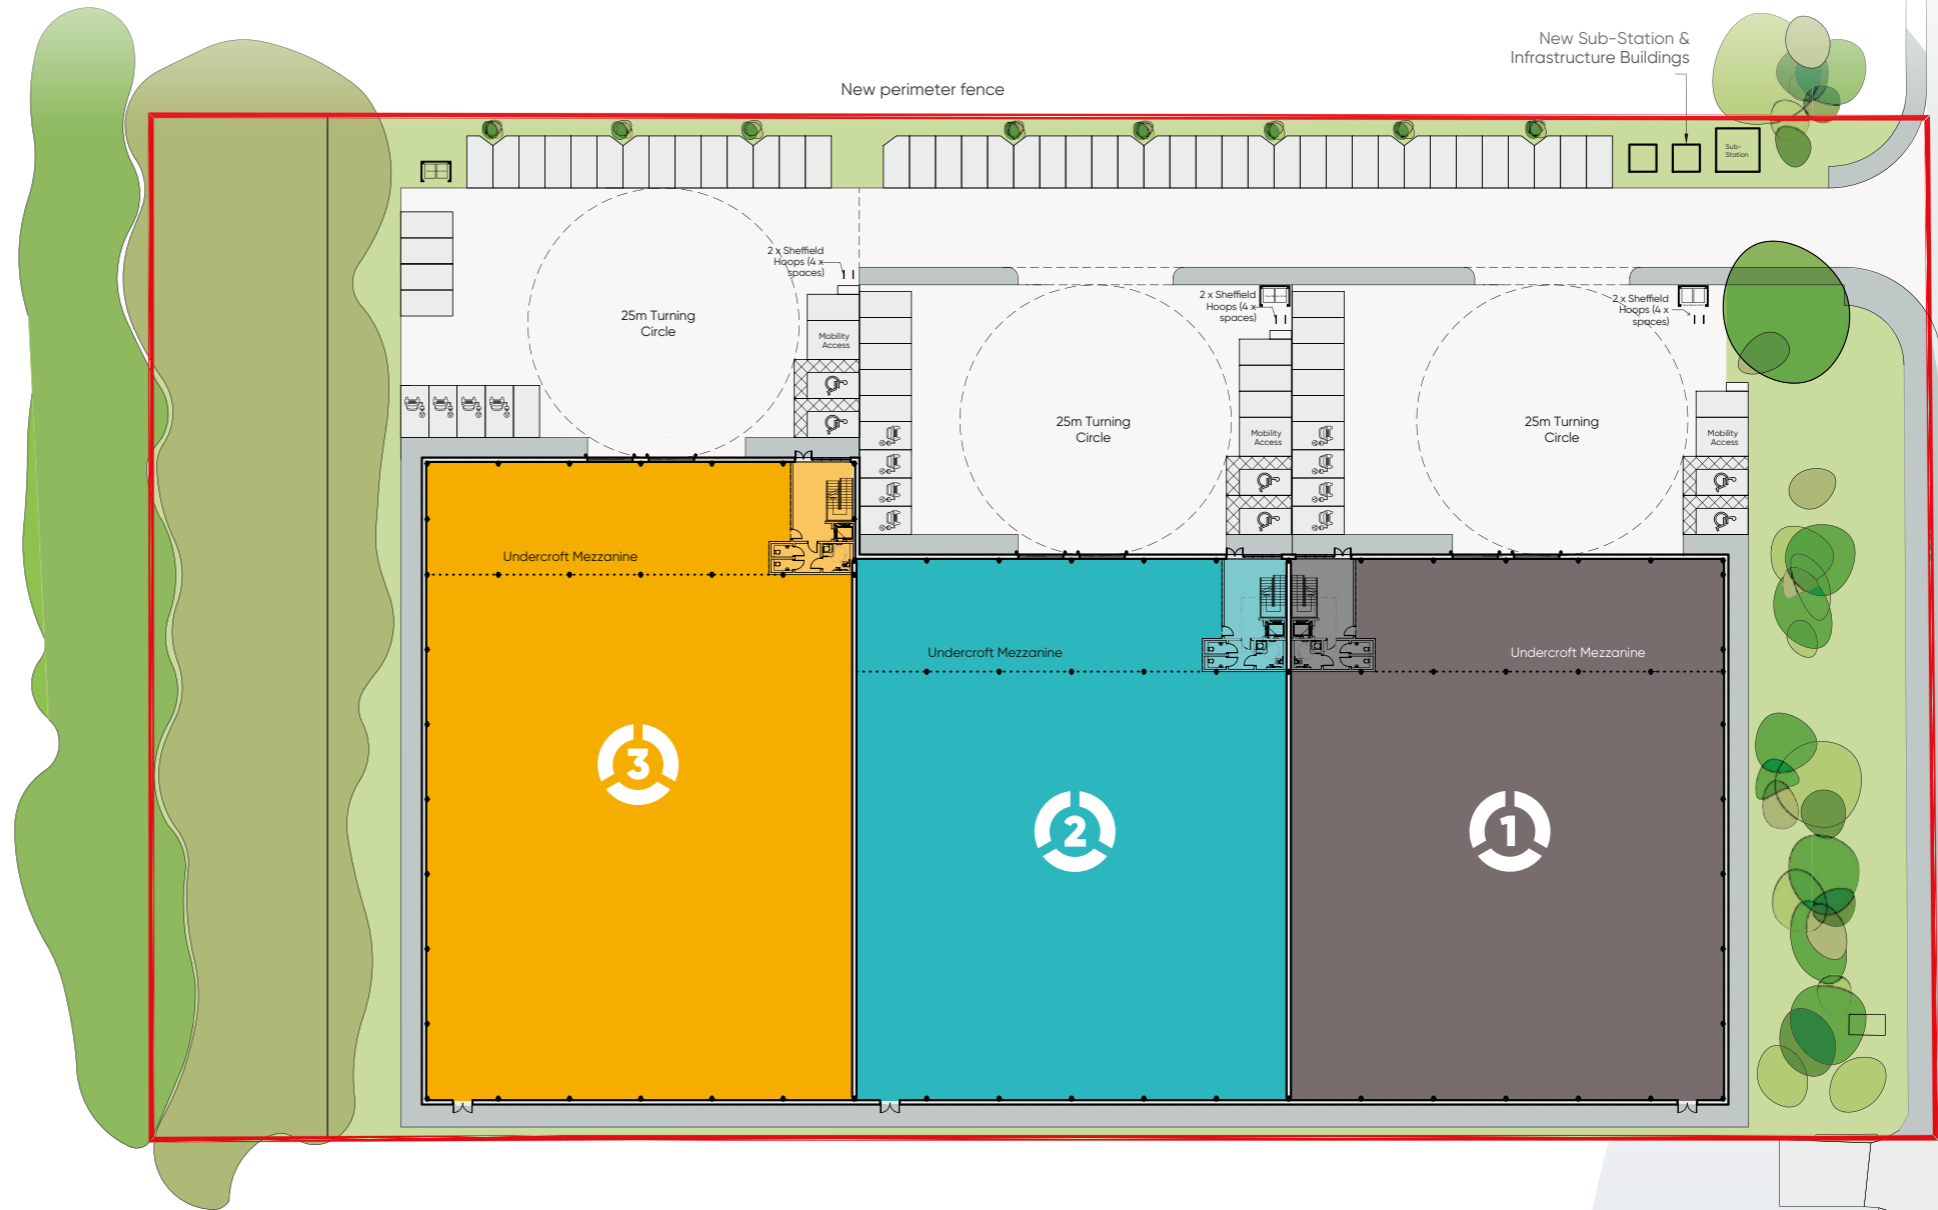 New Sub-Station &
Infrastructure Buildings
New perimeter fence
Sub-
Station
2 x Sheffield
Hoops (4 x
spaces)
25m Turning
Circle
Mobility
Access
2 x Sheffield
Hoops (4 x
spaces)
25m Turning
Circle
Mobility
Access
2 x Sheffield
Hoops (4 x
spaces)
25m Turning
Circle
Mobility
Access
Undercroft Mezzanine
Undercroft Mezzanine
Undercroft Mezzanine
3
2
1